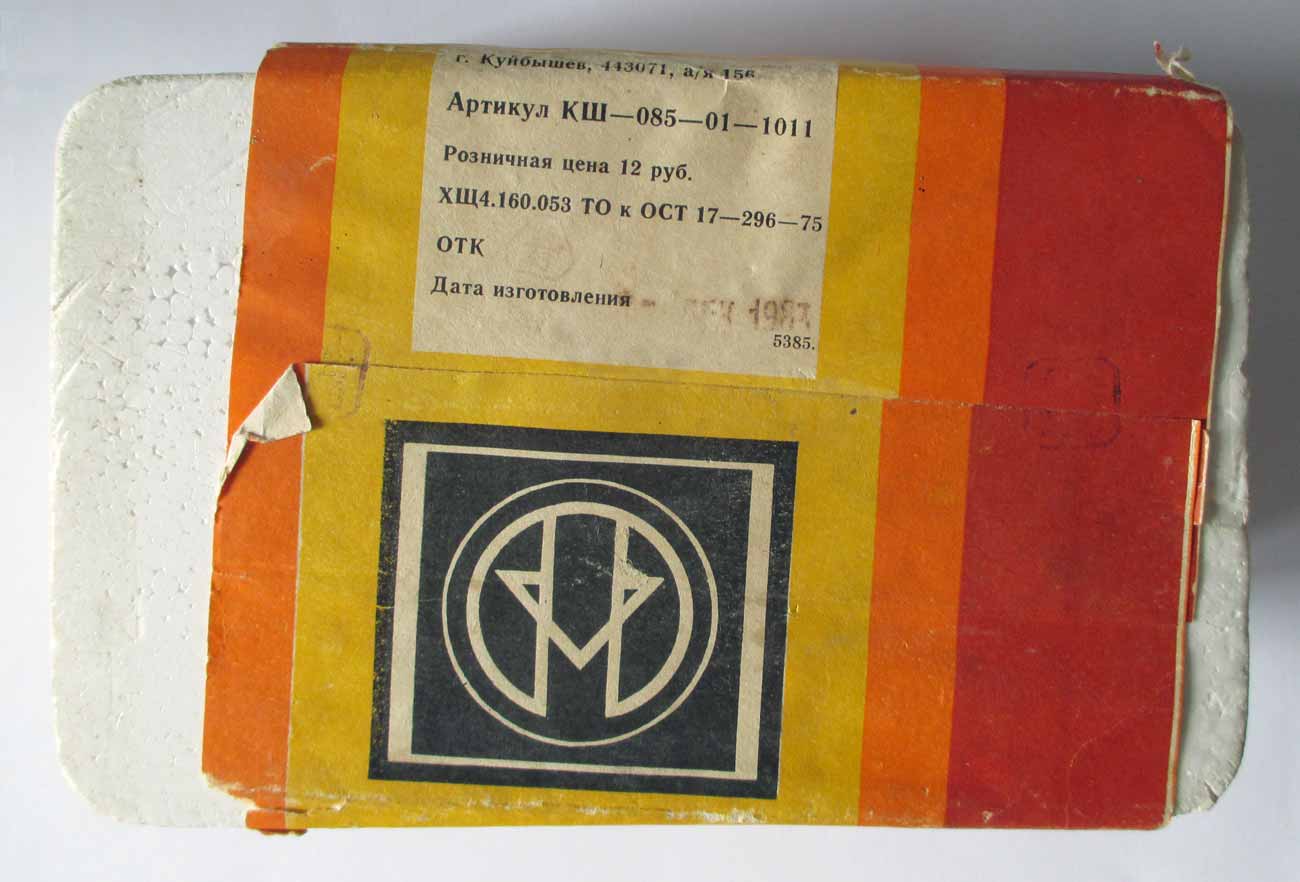 г. Куйбышев, 443071, а/я 156
Артикул КШ—085—01—1011
Розничная цена 12 руб.
ХЩ4.160.053 ТО к ОСТ 17—296—75
ОТК
Дата изготовления
5385.